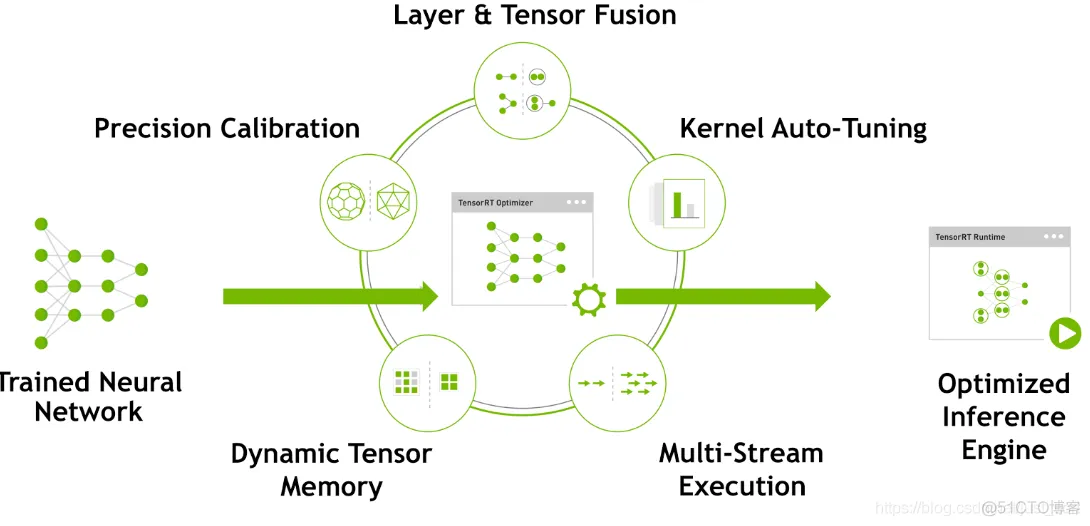 Layer & Tensor Fusion
Precision Calibration
Kernel Auto-Tuning
TensorRT Optimizer
TensorRT Runtime
Trained Neural
Network
Optimized
Inference
Engine
Dynamic Tensor
Memory
Multi-Stream
Execution
https://blog.csd
@51CTO博客